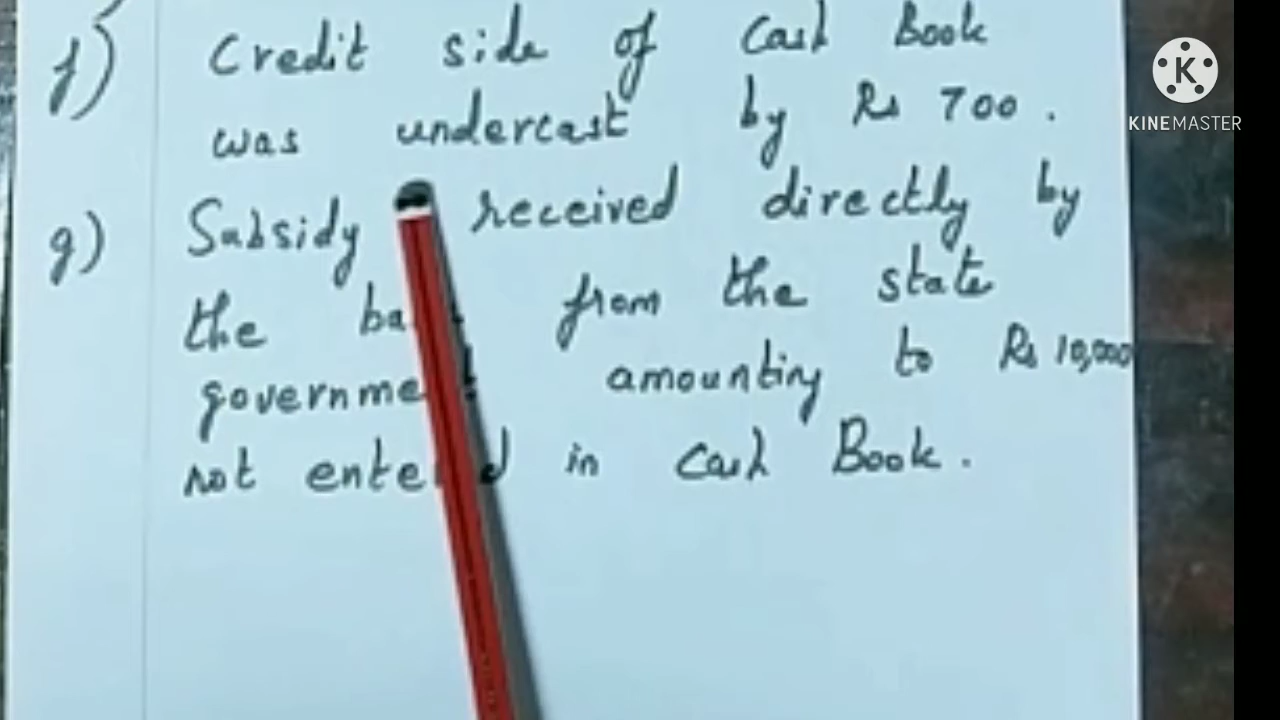 f) Credit side of Cash Book
was undercast by Rs 700.
g) Subsidy received directly by
the from the state
amounting to Rs 10,000
not in Cash Book.
K
KINEMASTER